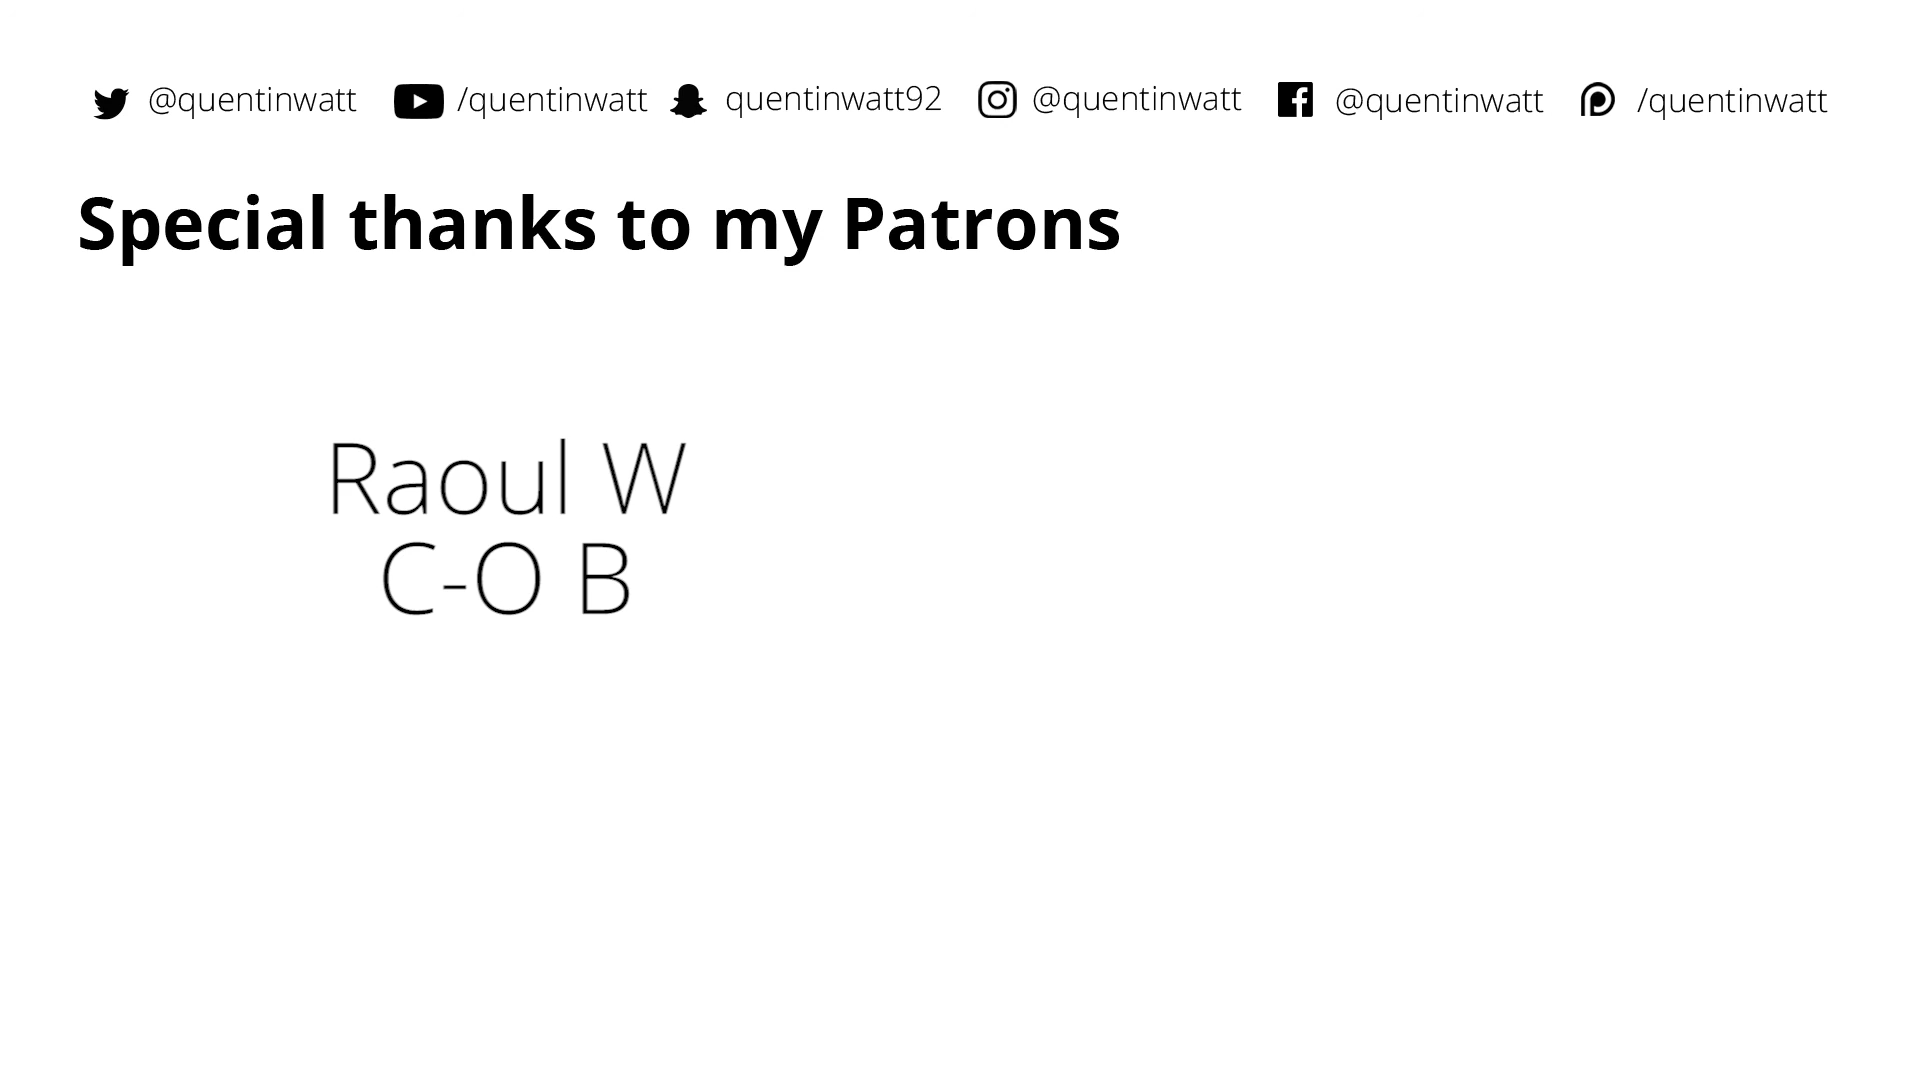 @quentinwatt /quentinwatt quentinwatt92 @quentinwatt @quentinwatt /quentinwatt
Special thanks to my Patrons
Raoul W
C-O B